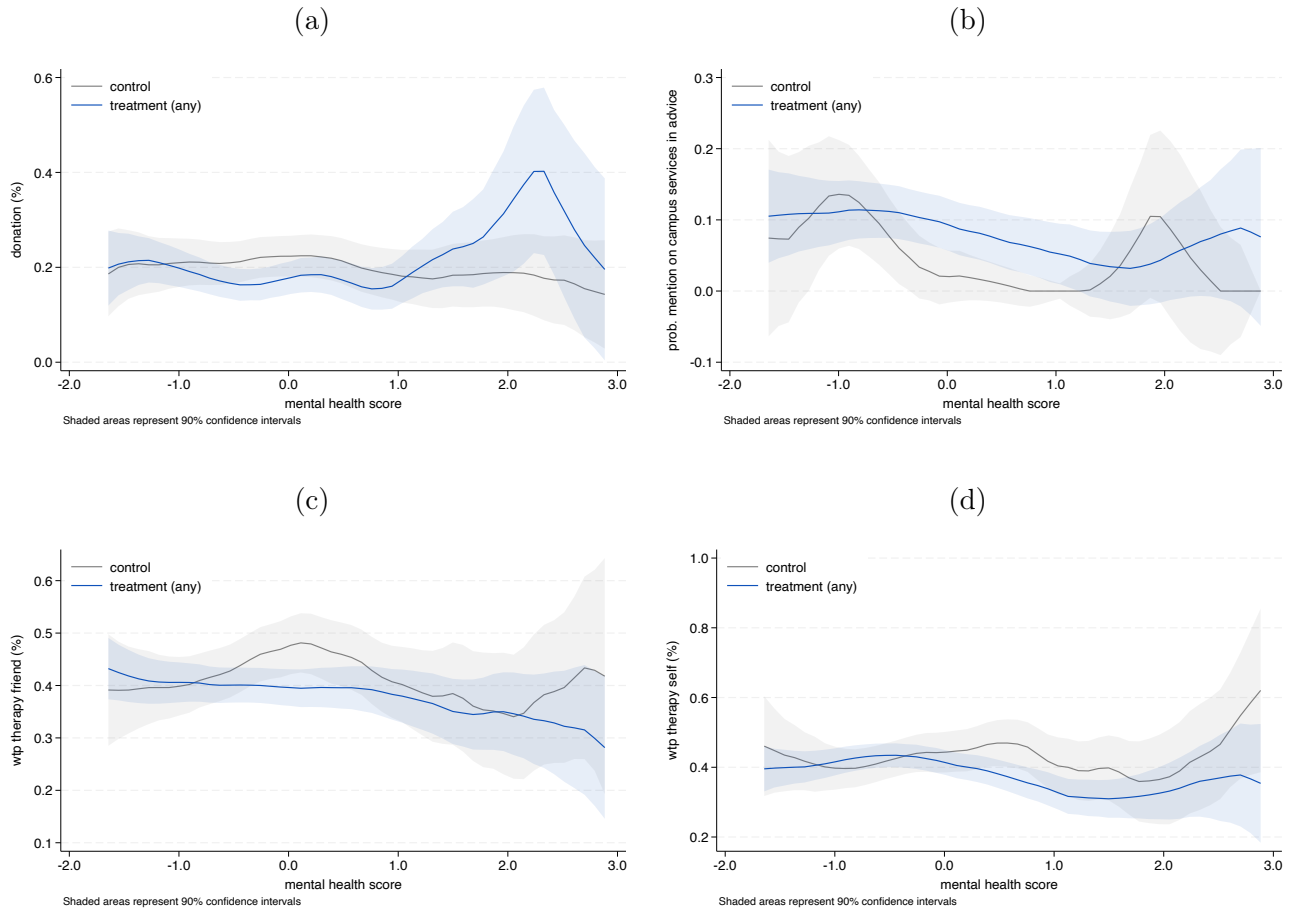 (a)
control
treatment (any)
donation (%)
0.6
0.4
0.2
0.0
-2.0 -1.0 0.0 1.0 2.0 3.0
mental health score
Shaded areas represent 90% confidence intervals
(b)
control
treatment (any)
prob. mention on campus services in advice
0.3
0.2
0.1
0.0
-0.1
-2.0 -1.0 0.0 1.0 2.0 3.0
mental health score
Shaded areas represent 90% confidence intervals
(c)
control
treatment (any)
wtp therapy friend (%)
0.6
0.5
0.4
0.3
0.2
0.1
-2.0 -1.0 0.0 1.0 2.0 3.0
mental health score
Shaded areas represent 90% confidence intervals
(d)
control
treatment (any)
wtp therapy self (%)
1.0
0.8
0.6
0.4
0.2
-2.0 -1.0 0.0 1.0 2.0 3.0
mental health score
Shaded areas represent 90% confidence intervals